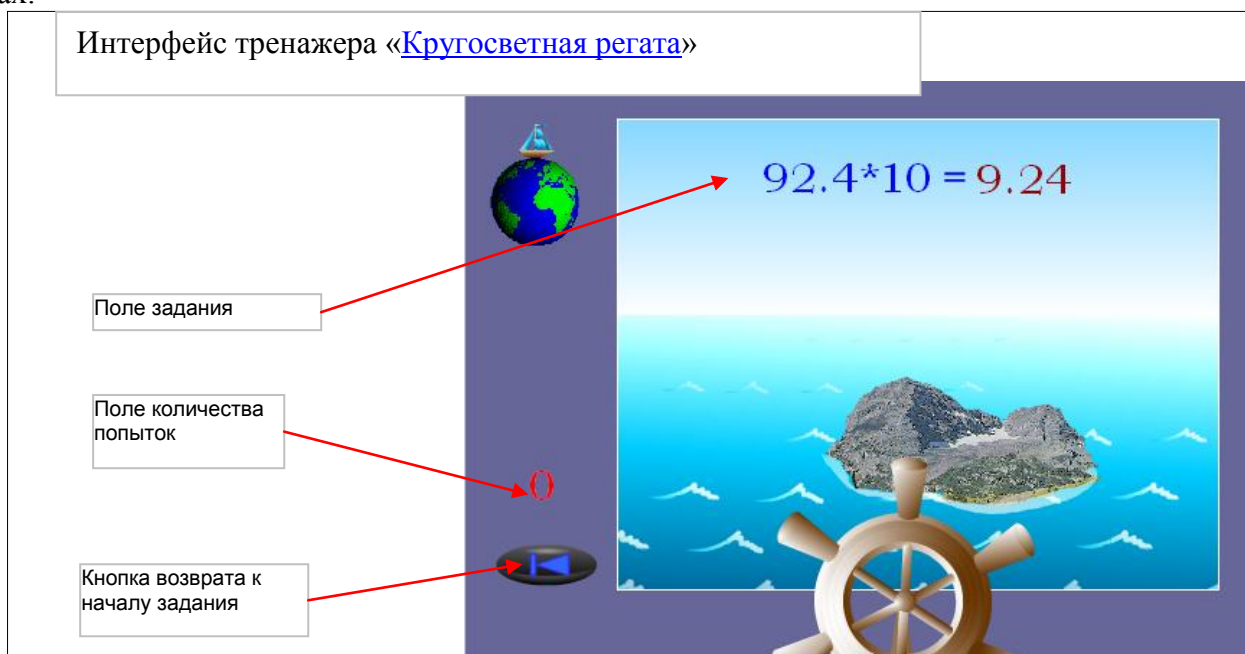 ах.
Интерфейс тренажера «Кругосветная регата»
92.4*10 = 9.24
Поле задания
Поле количества
попыток
0
Кнопка возврата к
началу задания